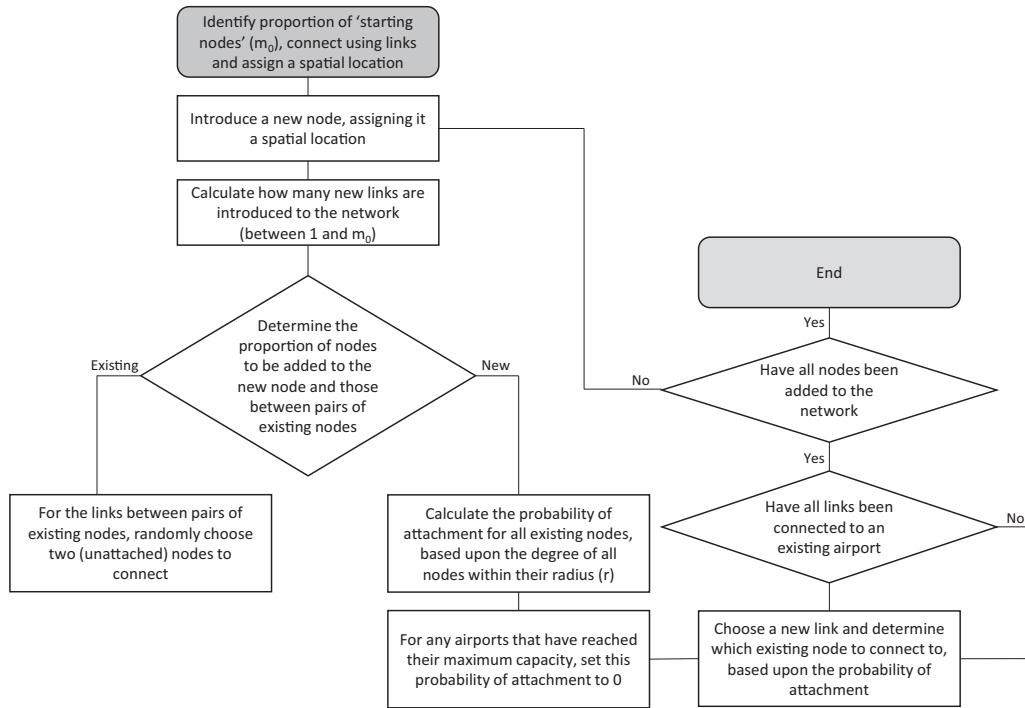 Identify proportion of ‘starting
nodes’ (m₀), connect using links
and assign a spatial location
Introduce a new node, assigning it
a spatial location
Calculate how many new links are
introduced to the network
(between 1 and m₀)
Determine the
proportion of nodes
to be added to the
new node and those
between pairs of
existing nodes
Existing
New
For the links between pairs of
existing nodes, randomly choose
two (unattached) nodes to
connect
Calculate the probability of
attachment for all existing nodes,
based upon the degree of all
nodes within their radius (r)
For any airports that have reached
their maximum capacity, set this
probability of attachment to 0
Choose a new link and determine
which existing node to connect to,
based upon the probability of
attachment
Have all links been
connected to an
existing airport
No
Yes
Have all nodes been
added to the
network
No
Yes
End